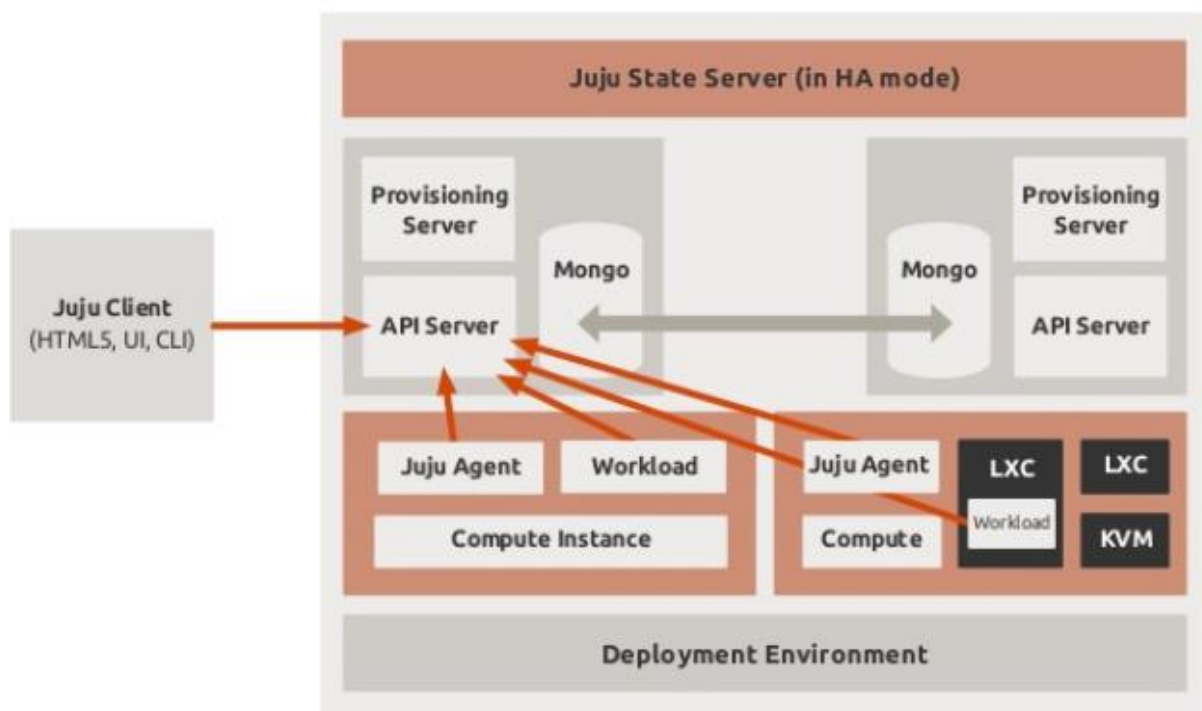 Juju State Server (in HA mode)
Provisioning
Server
Mongo
API Server
Mongo
Provisioning
Server
API Server
Juju Client
(HTML5, UI, CLI)
Juju Agent
Workload
Compute Instance
Juju Agent
LXC
LXC
Workload
Compute
KVM
Deployment Environment